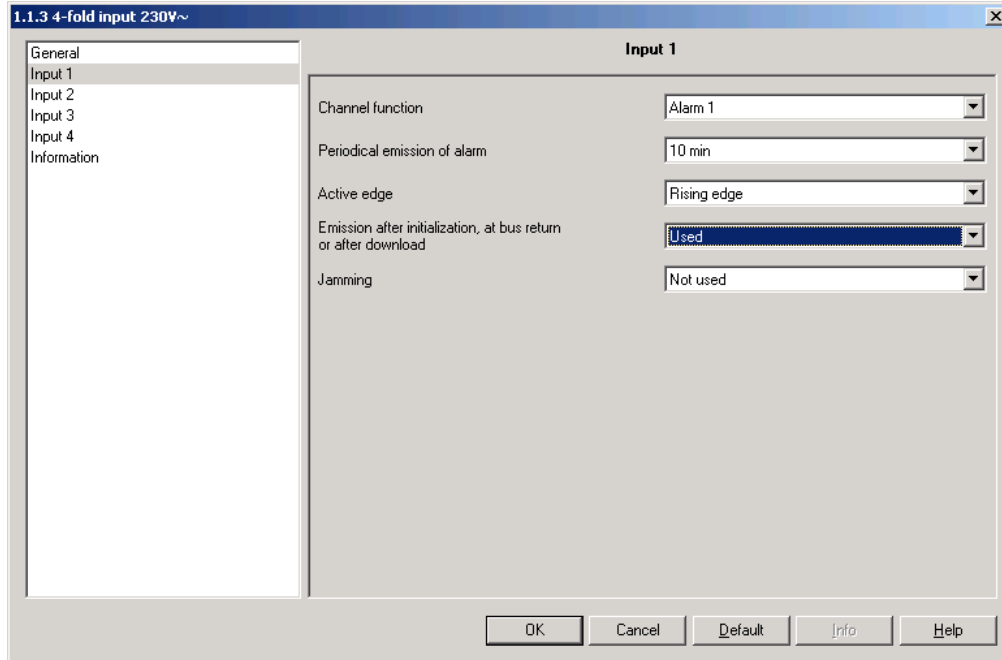 1.1.3 4-fold input 230V~
General
Input 1
Input 2
Input 3
Input 4
Information
Input 1
Channel function
Alarm 1
Periodical emission of alarm
10 min
Active edge
Rising edge
Emission after initialization, at bus return
or after download
Used
Jamming
Not used
OK
Cancel
Default
Info
Help